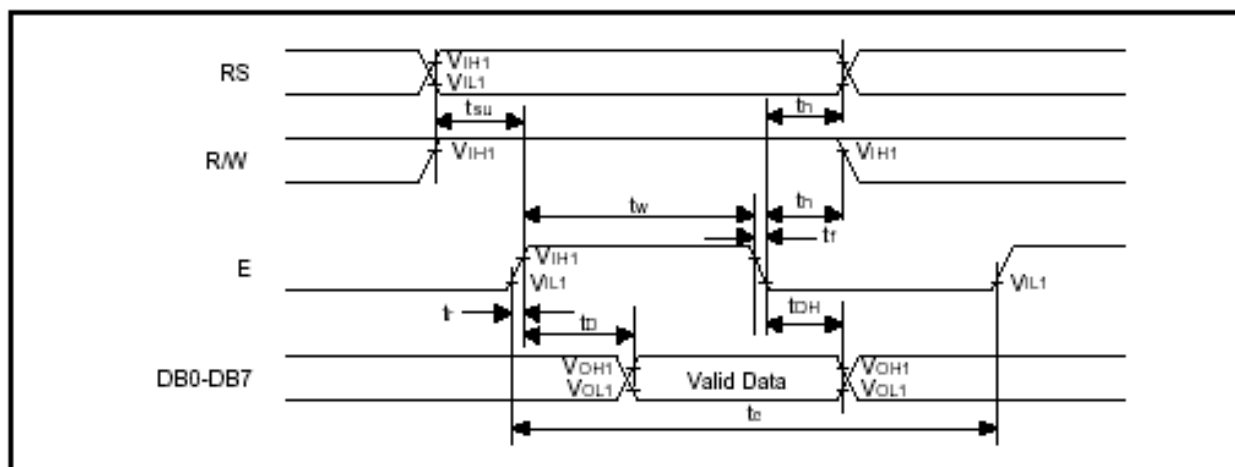 RS
VIH1
VIL1
tsu
th
R/W
VIH1
VIH1
tw
th
tf
E
VIH1
VIL1
VIL1
tr
tD
tDH
DB0-DB7
VOH1
VOL1
Valid Data
VOH1
VOL1
tc